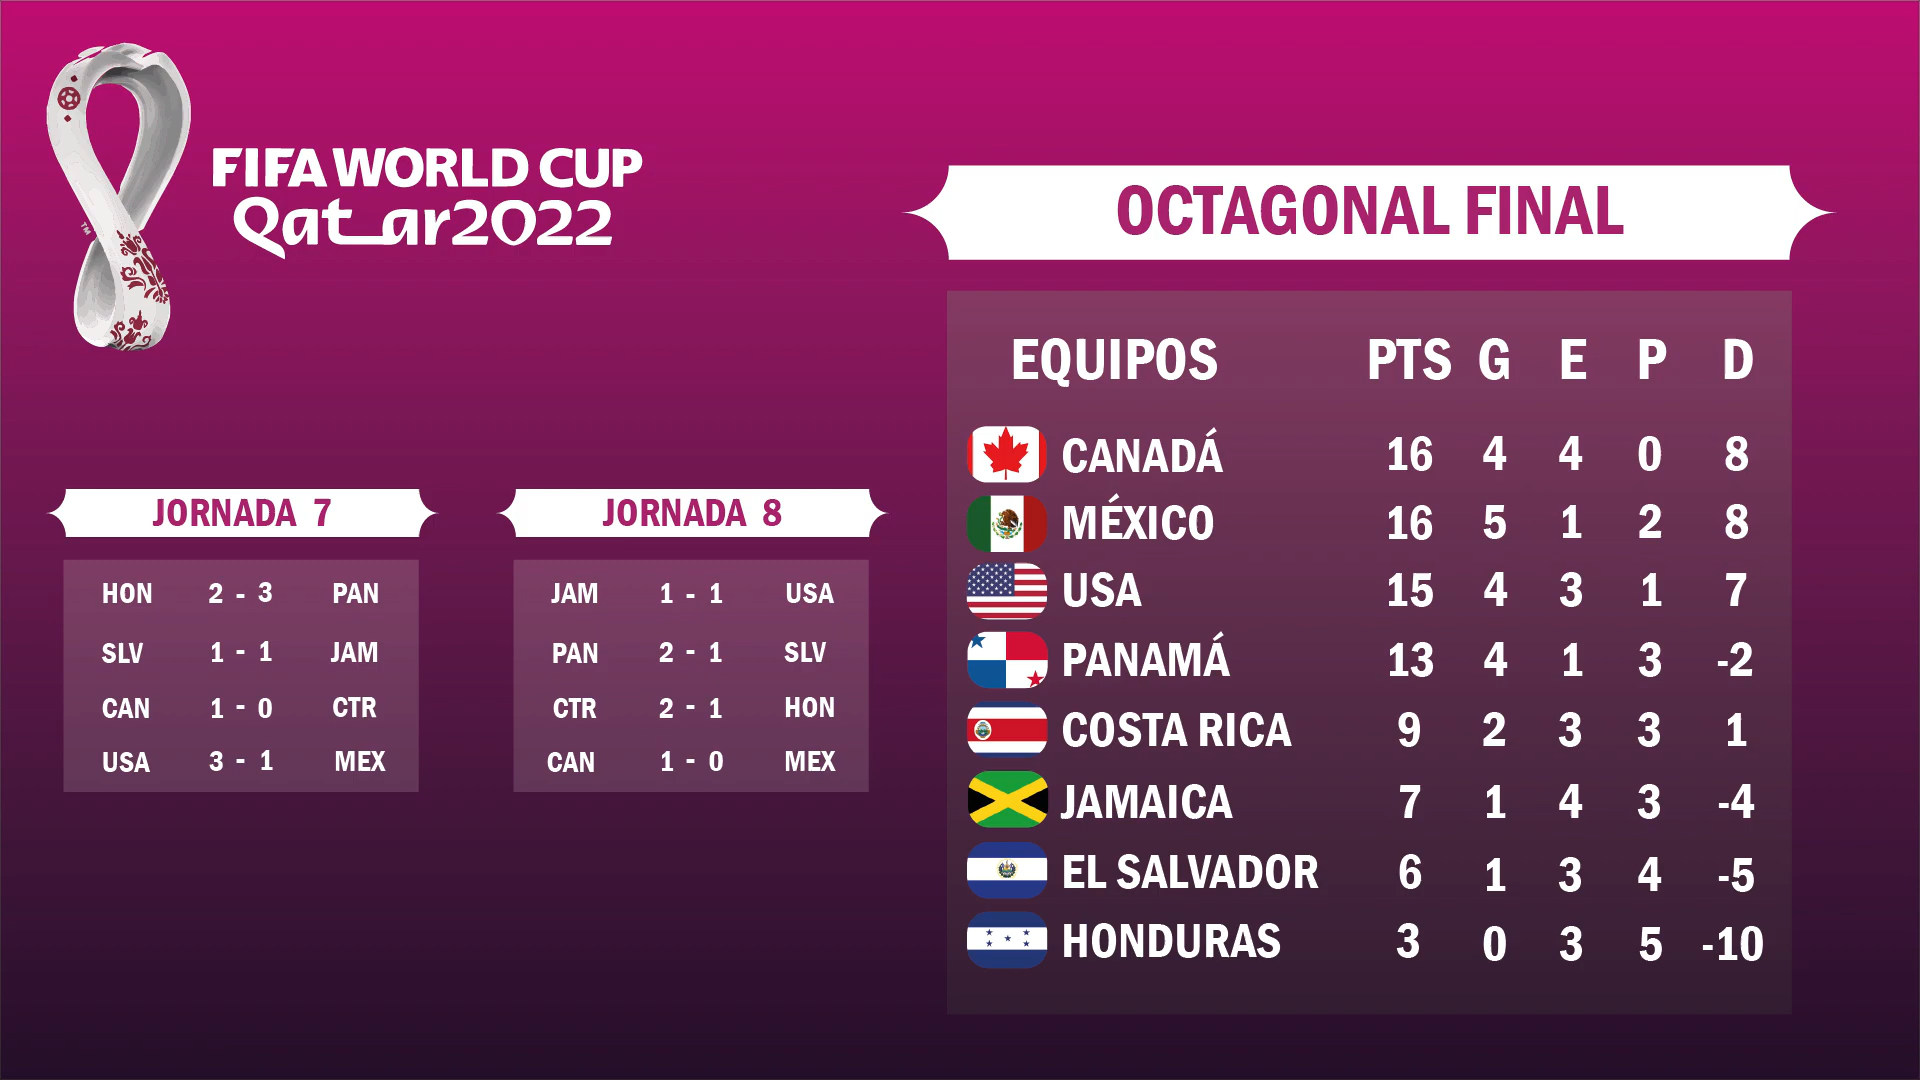 FIFA WORLD CUP
Qatar2022
TM
OCTAGONAL FINAL
JORNADA 7
HON 2 - 3 PAN
SLV 1 - 1 JAM
CAN 1 - 0 CTR
USA 3 - 1 MEX
JORNADA 8
JAM 1 - 1 USA
PAN 2 - 1 SLV
CTR 2 - 1 HON
CAN 1 - 0 MEX
EQUIPOS PTS G E P D
CANADÁ 16 4 4 0 8
MÉXICO 16 5 1 2 8
USA 15 4 3 1 7
PANAMÁ 13 4 1 3 -2
COSTA RICA 9 2 3 3 1
JAMAICA 7 1 4 3 -4
EL SALVADOR 6 1 3 4 -5
HONDURAS 3 0 3 5 -10